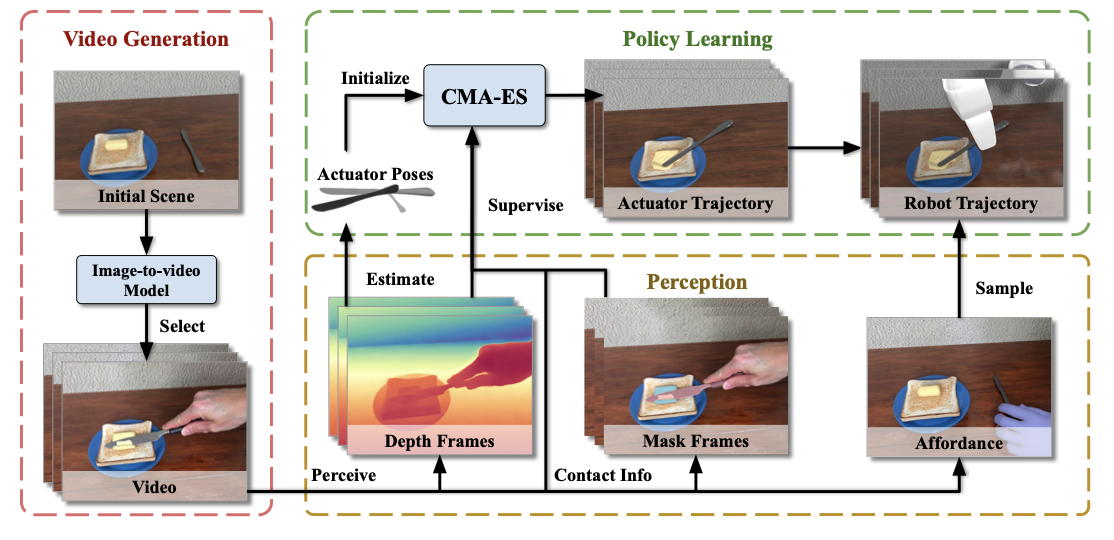 Video Generation
Initial Scene
Image-to-video
Model
Select
Video
Policy Learning
Initialize
CMA-ES
Actuator Poses
Supervise
Actuator Trajectory
Robot Trajectory
Estimate
Perception
Sample
Depth Frames
Mask Frames
Affordance
Perceive
Contact Info